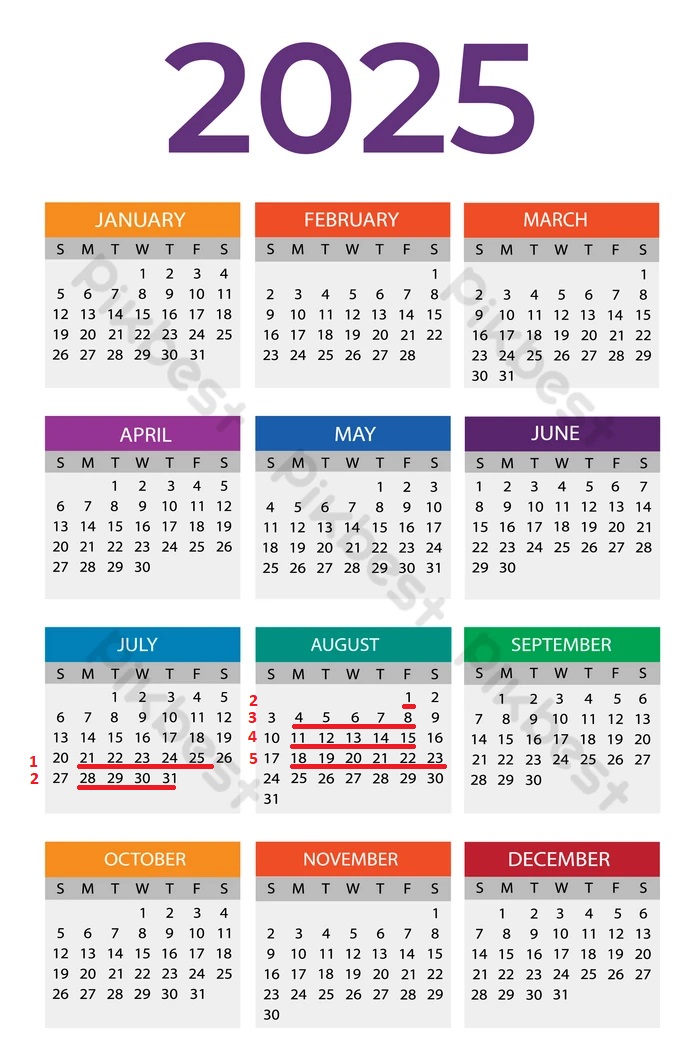 2025
JANUARY
S M T W T F S
1 2 3 4
5 6 7 8 9 10 11
12 13 14 15 16 17 18
19 20 21 22 23 24 25
26 27 28 29 30 31
FEBRUARY
S M T W T F S
1
2 3 4 5 6 7 8
9 10 11 12 13 14 15
16 17 18 19 20 21 22
23 24 25 26 27 28
MARCH
S M T W T F S
1
2 3 4 5 6 7 8
9 10 11 12 13 14 15
16 17 18 19 20 21 22
23 24 25 26 27 28 29
30 31
pikbest
pikbest
APRIL
S M T W T F S
1 2 3 4 5
6 7 8 9 10 11 12
13 14 15 16 17 18 19
20 21 22 23 24 25 26
27 28 29 30
MAY
S M T W T F S
1 2 3
4 5 6 7 8 9 10
11 12 13 14 15 16 17
18 19 20 21 22 23 24
25 26 27 28 29 30 31
JUNE
S M T W T F S
1 2 3 4 5 6 7
8 9 10 11 12 13 14
15 16 17 18 19 20 21
22 23 24 25 26 27 28
29 30
pikbest
JULY
S M T W T F S
1 2 3 4 5
6 7 8 9 10 11 12
13 14 15 16 17 18 19
1 20 21 22 23 24 25 26
2 27 28 29 30 31
AUGUST
S M T W T F S
2 1 2
3 3 4 5 6 7 8 9
4 10 11 12 13 14 15 16
5 17 18 19 20 21 22 23
24 25 26 27 28 29 30
31
SEPTEMBER
S M T W T F S
1 2 3 4 5 6
7 8 9 10 11 12 13
14 15 16 17 18 19 20
21 22 23 24 25 26 27
28 29 30
pikbest
pikbest
OCTOBER
S M T W T F S
1 2 3 4
5 6 7 8 9 10 11
12 13 14 15 16 17 18
19 20 21 22 23 24 25
26 27 28 29 30 31
NOVEMBER
S M T W T F S
1
2 3 4 5 6 7 8
9 10 11 12 13 14 15
16 17 18 19 20 21 22
23 24 25 26 27 28 29
30
DECEMBER
S M T W T F S
1 2 3 4 5 6
7 8 9 10 11 12 13
14 15 16 17 18 19 20
21 22 23 24 25 26 27
28 29 30 31